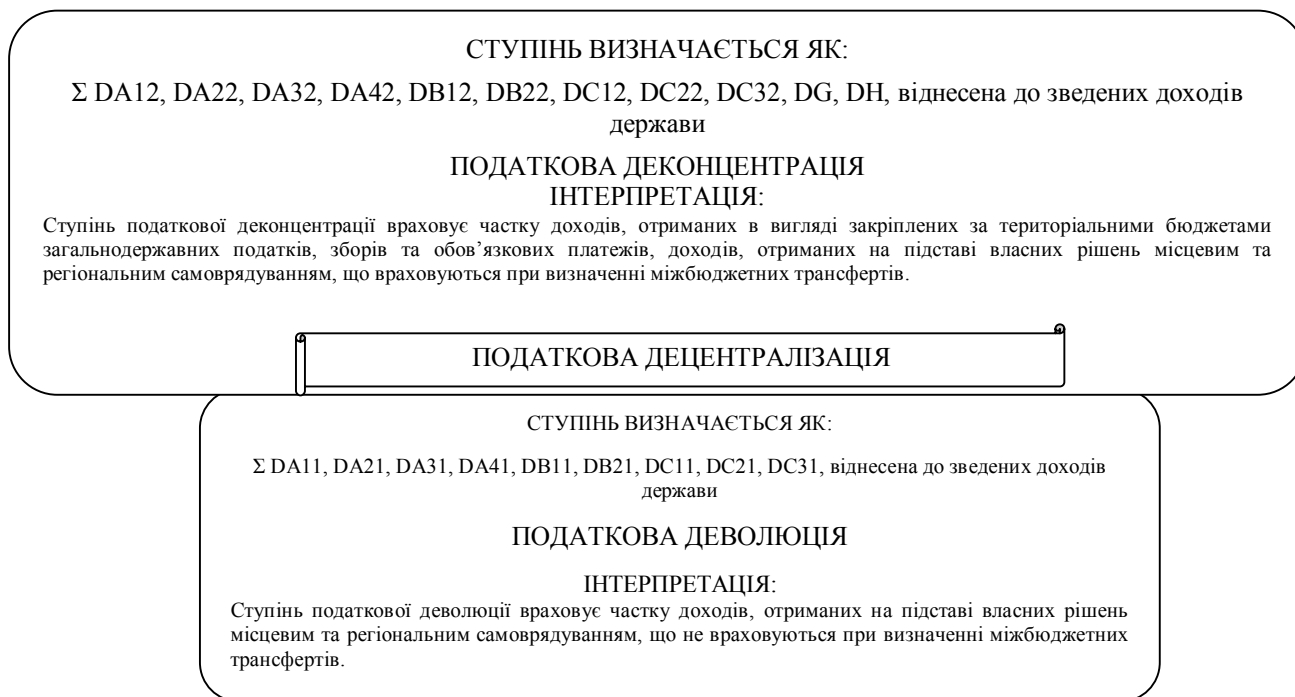 СТУПІНЬ ВИЗНАЧАЄТЬСЯ ЯК:
Σ DA12, DA22, DA32, DA42, DB12, DB22, DC12, DC22, DC32, DG, DH, віднесена до зведених доходів
держави
ПОДАТКОВА ДЕКОНЦЕНТРАЦІЯ
ІНТЕРПРЕТАЦІЯ:
Ступінь податкової деконцентрації враховує частку доходів, отриманих в вигляді закріплених за територіальними бюджетами
загальнодержавних податків, зборів та обов’язкових платежів, доходів, отриманих на підставі власних рішень місцевим та
регіональним самоврядуванням, що враховуються при визначенні міжбюджетних трансфертів.
ПОДАТКОВА ДЕЦЕНТРАЛІЗАЦІЯ
СТУПІНЬ ВИЗНАЧАЄТЬСЯ ЯК:
Σ DA11, DA21, DA31, DA41, DB11, DB21, DC11, DC21, DC31, віднесена до зведених доходів
держави
ПОДАТКОВА ДЕВОЛЮЦІЯ
ІНТЕРПРЕТАЦІЯ:
Ступінь податкової деволюції враховує частку доходів, отриманих на підставі власних рішень
місцевим та регіональним самоврядуванням, що не враховуються при визначенні міжбюджетних
трансфертів.